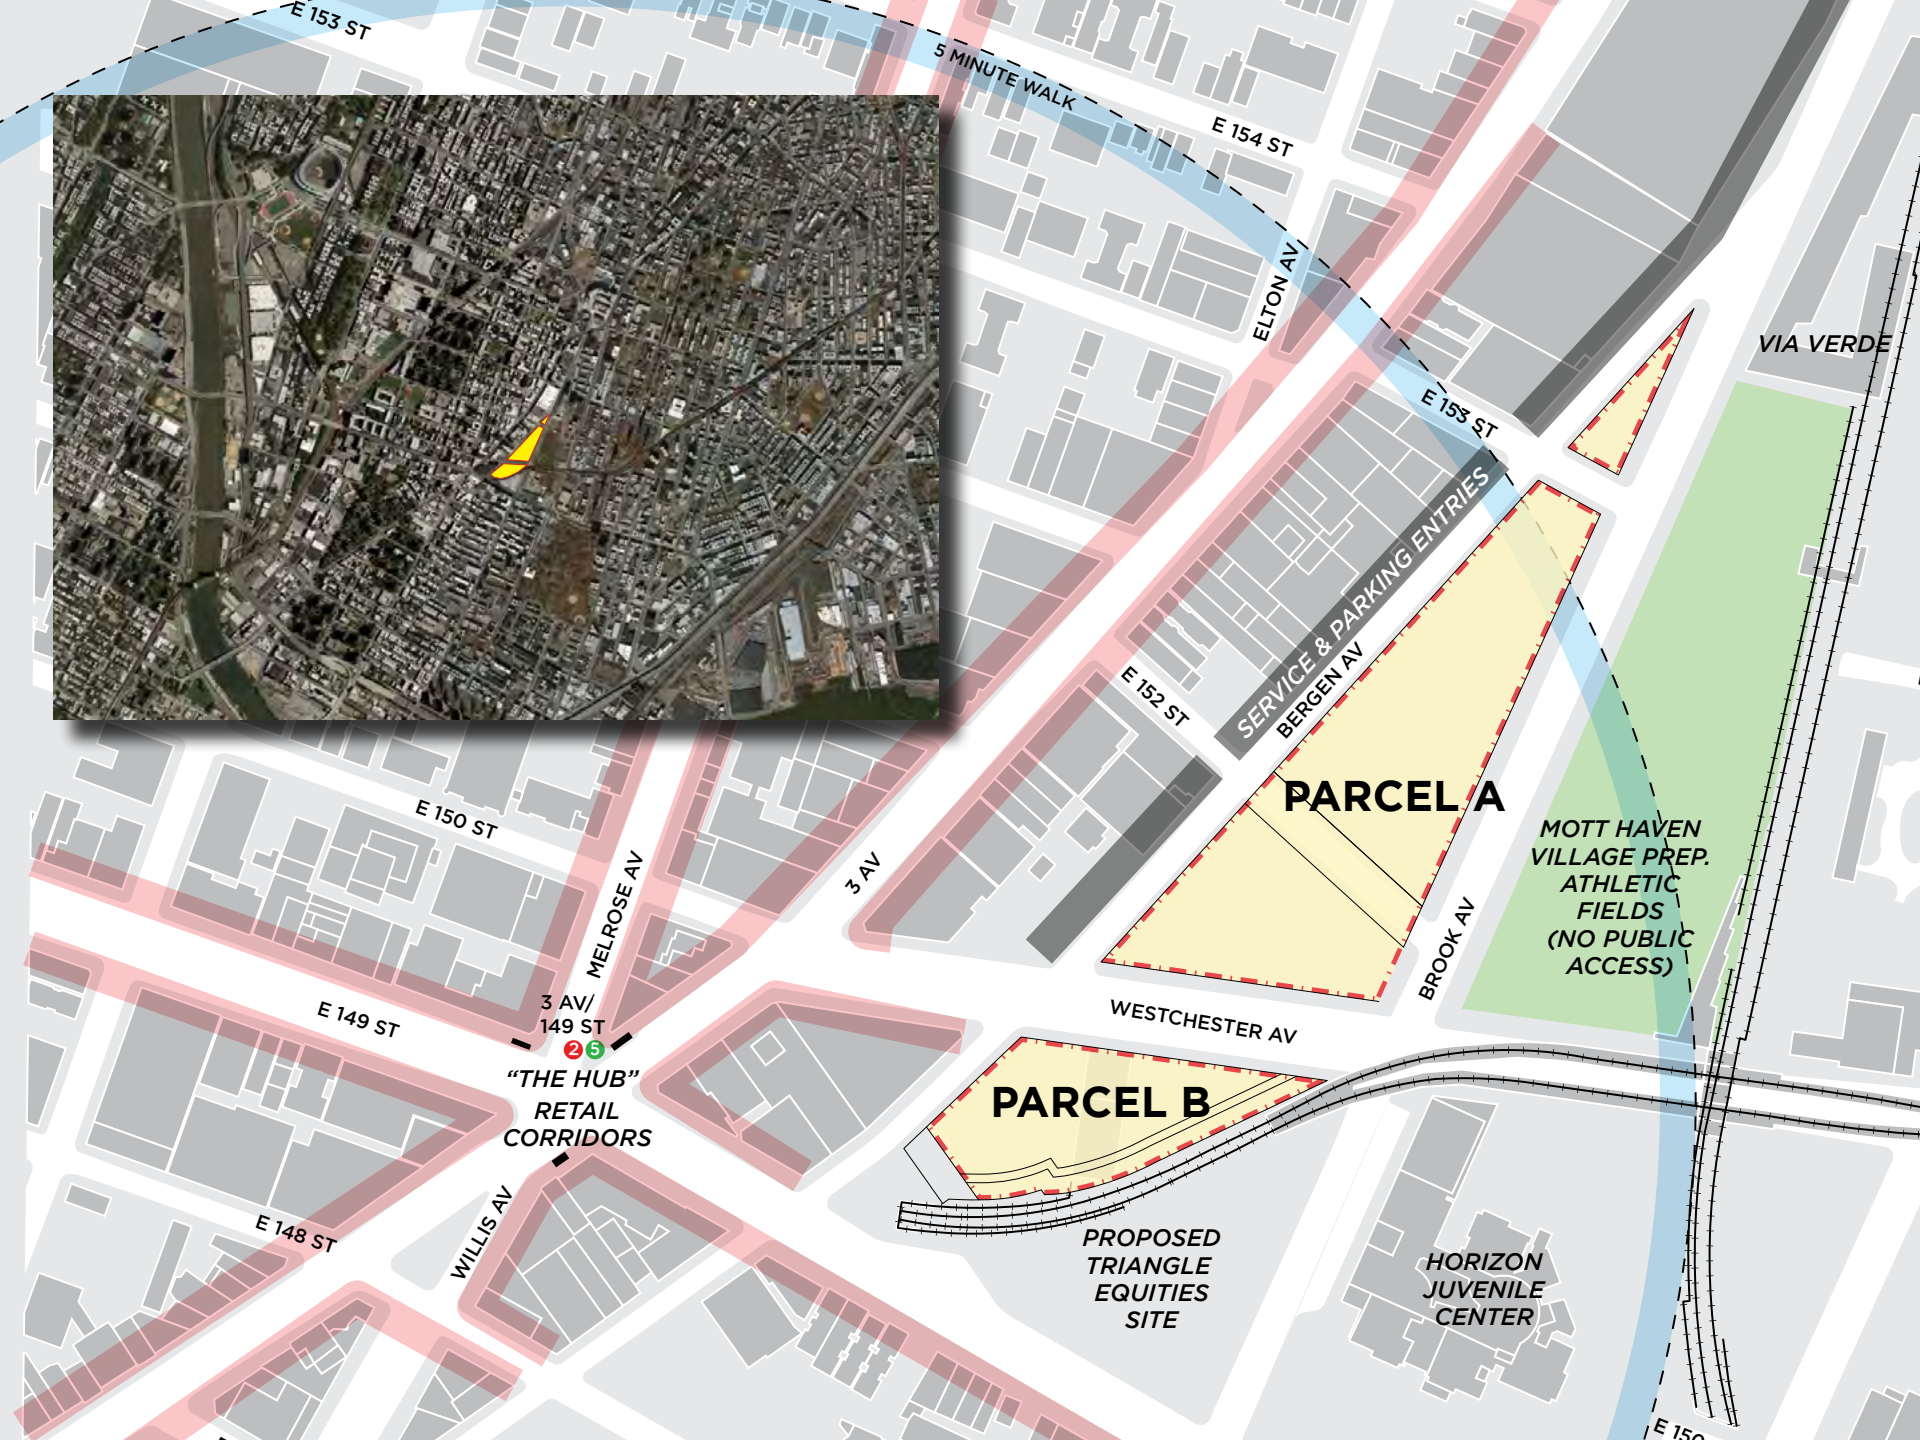 E 153 ST
5 MINUTE WALK
E 154 ST
ELTON AV
VIA VERDE
E 153 ST
SERVICE & PARKING ENTRIES
BERGEN AV
E 152 ST
PARCEL A
E 150 ST
MOTT HAVEN
VILLAGE PREP.
ATHLETIC
FIELDS
(NO PUBLIC
ACCESS)
3 AV
MELROSE AV
BROOK AV
E 149 ST
3 AV/
149 ST
2 5
WESTCHESTER AV
“THE HUB”
RETAIL
CORRIDORS
PARCEL B
WILLIS AV
E 148 ST
PROPOSED
TRIANGLE
EQUITIES
SITE
HORIZON
JUVENILE
CENTER
E 150